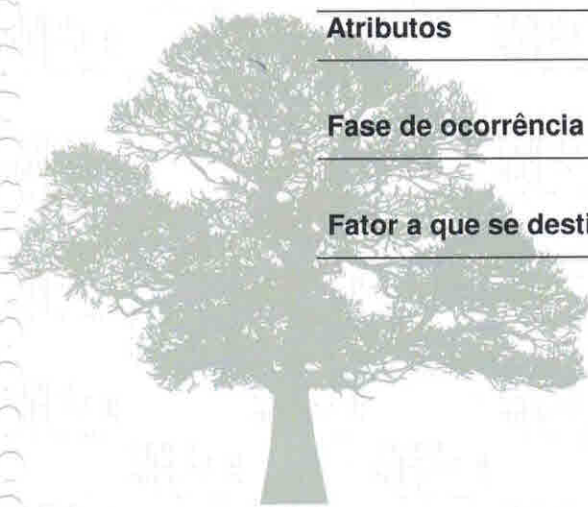 Atributos
Fase de ocorrência
Fator a que se desti